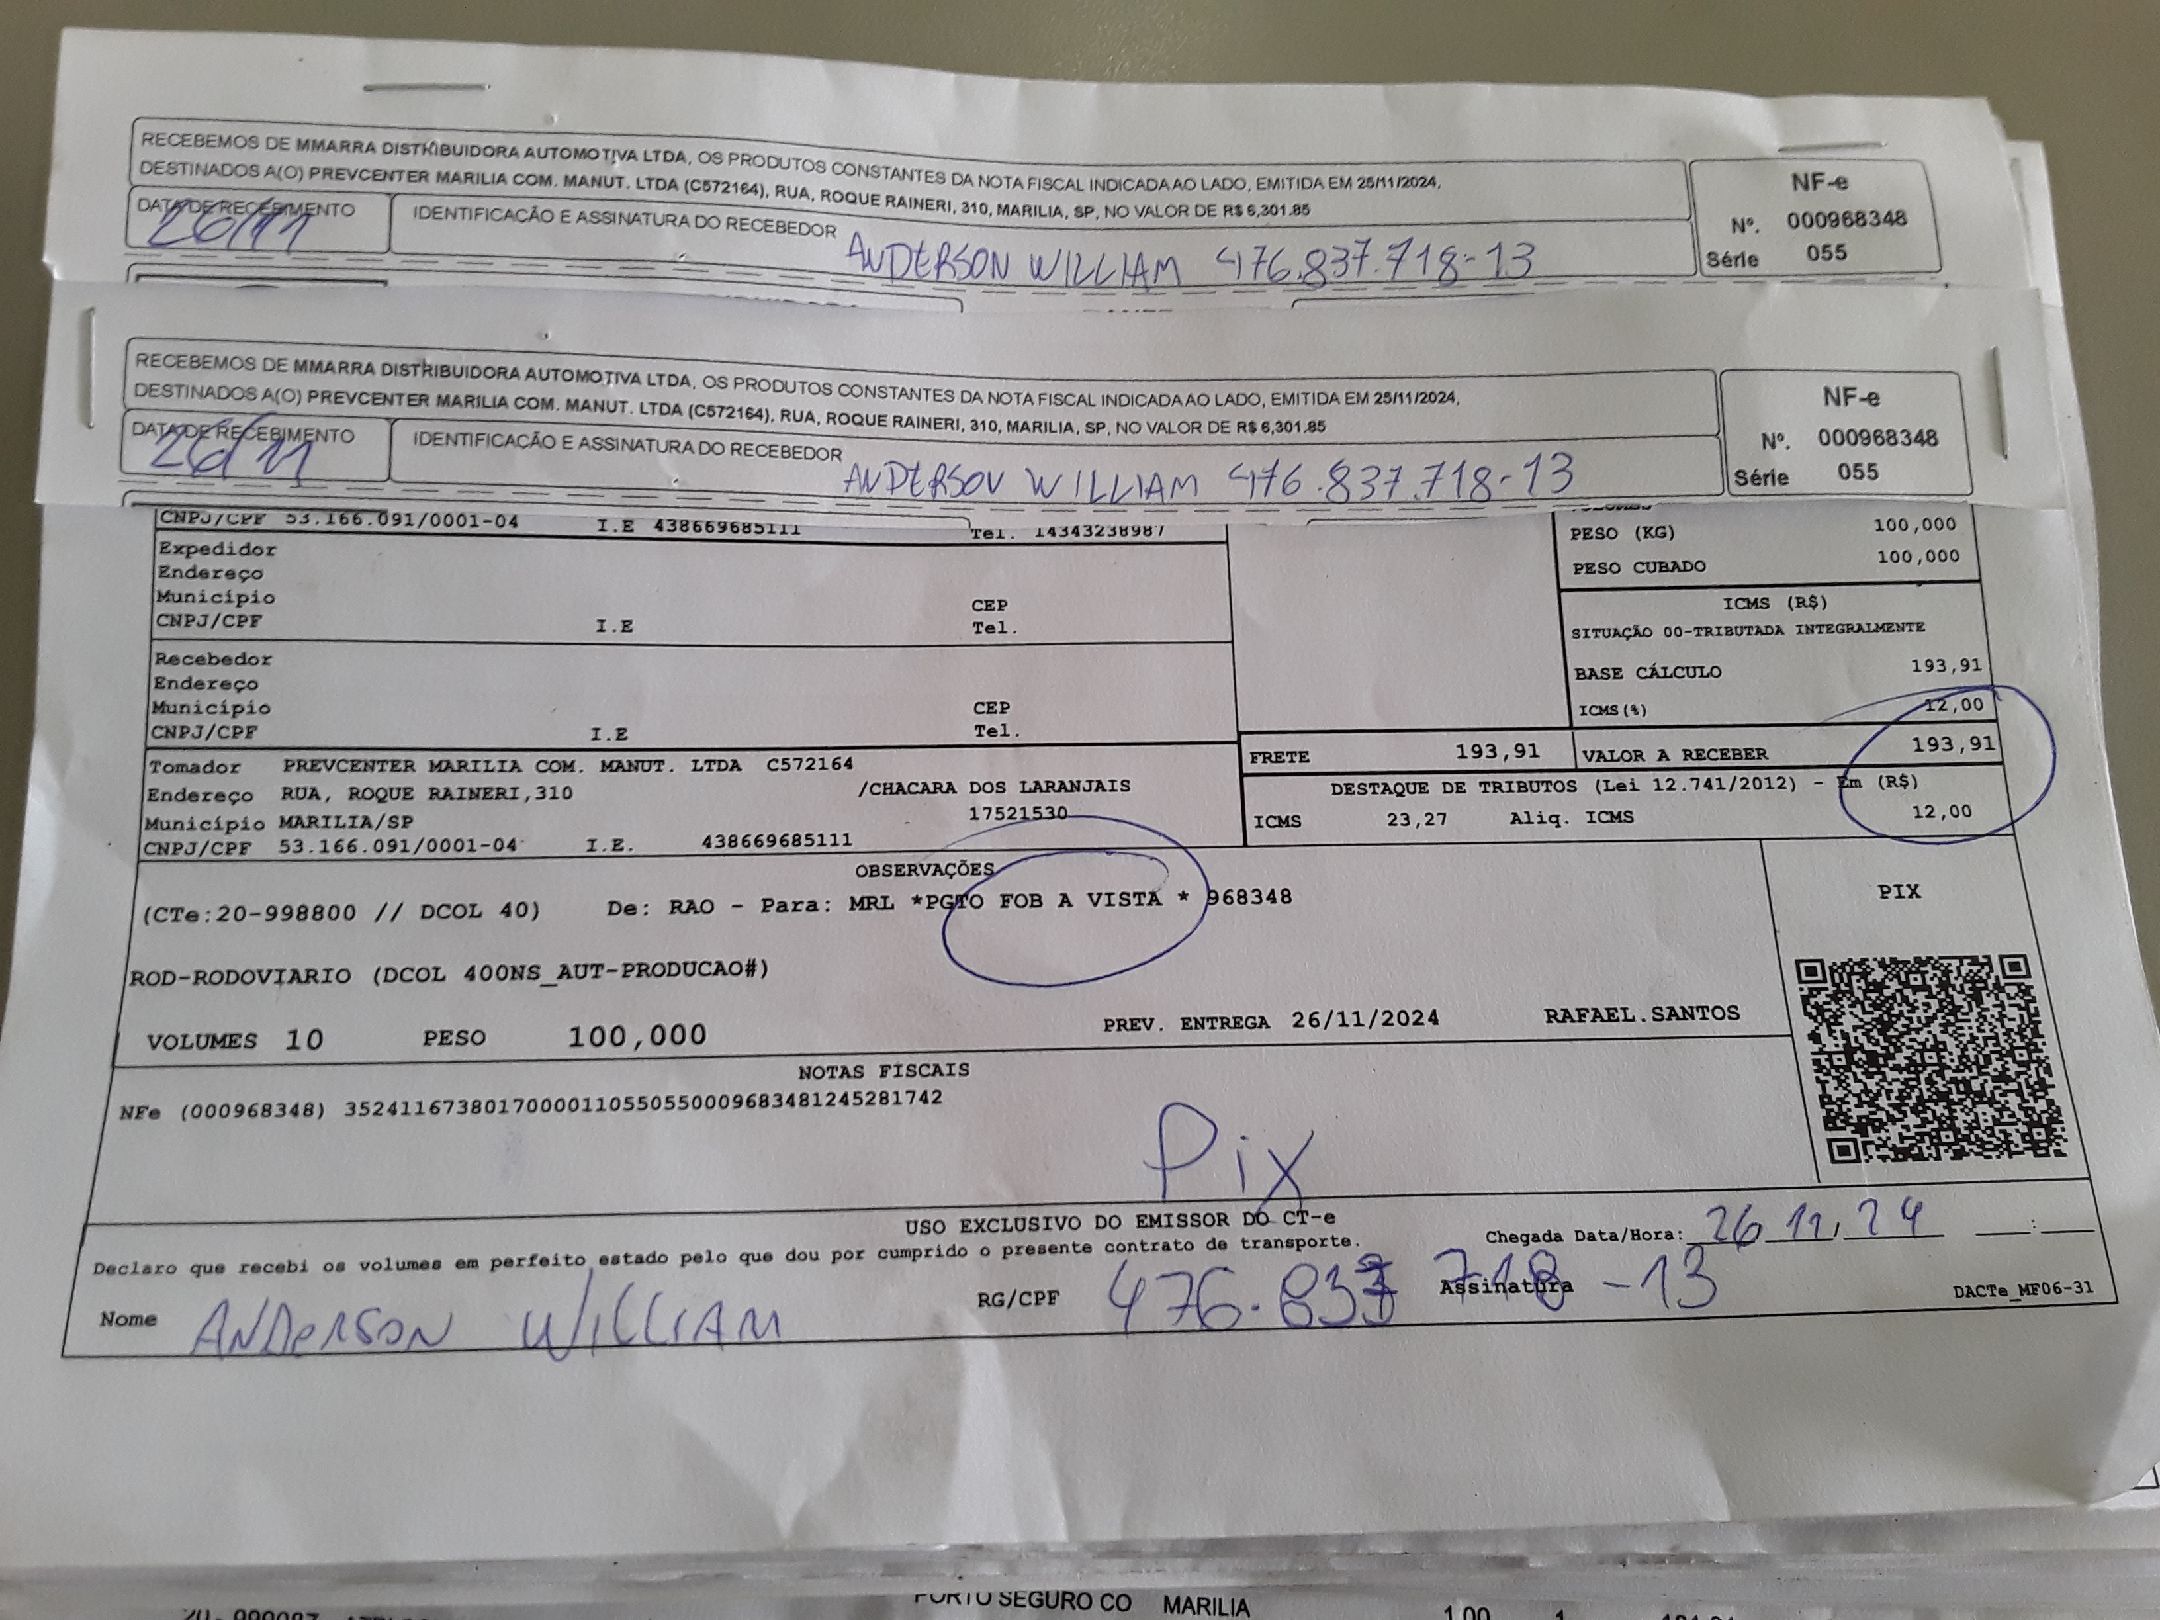 RECEBEMOS DE MMARRA DISTRIBUIDORA AUTOMOTIVA LTDA, OS PRODUTOS CONSTANTES DA NOTA FISCAL INDICADA AO LADO, EMITIDA EM 25/11/2024,
DESTINADOS A(O) PREVCENTER MARILIA COM. MANUT. LTDA (C572164), RUA, ROQUE RAINERI, 310, MARILIA, SP, NO VALOR DE R$ 6,301.85
NF-e
Nº. 000968348
Série 055
DATA DE RECEBIMENTO
26/11
IDENTIFICAÇÃO E ASSINATURA DO RECEBEDOR
ANDERSON WILLIAM 476.837.718-13
RECEBEMOS DE MMARRA DISTRIBUIDORA AUTOMOTIVA LTDA, OS PRODUTOS CONSTANTES DA NOTA FISCAL INDICADA AO LADO, EMITIDA EM 25/11/2024,
DESTINADOS A(O) PREVCENTER MARILIA COM. MANUT. LTDA (C572164), RUA, ROQUE RAINERI, 310, MARILIA, SP, NO VALOR DE R$ 6,301.85
NF-e
Nº. 000968348
Série 055
DATA DE RECEBIMENTO
26/11
IDENTIFICAÇÃO E ASSINATURA DO RECEBEDOR
ANDERSON WILLIAM 476.837.718-13
CNPJ/CPF 53.166.091/0001-04 I.E 438669685111 Tel. 14343238987
Expedidor
Endereço
Município CEP
CNPJ/CPF I.E Tel.
Recebedor
Endereço
Município CEP
CNPJ/CPF I.E Tel.
PESO (KG) 100,000
PESO CUBADO 100,000
ICMS (R$)
SITUAÇÃO 00-TRIBUTADA INTEGRALMENTE
BASE CÁLCULO 193,91
ICMS(%) 12,00
FRETE 193,91 VALOR A RECEBER 193,91
DESTAQUE DE TRIBUTOS (Lei 12.741/2012) - Em (R$)
ICMS 23,27 Aliq. ICMS 12,00
Tomador PREVCENTER MARILIA COM. MANUT. LTDA C572164
Endereço RUA, ROQUE RAINERI,310 /CHACARA DOS LARANJAIS
Município MARILIA/SP 17521530
CNPJ/CPF 53.166.091/0001-04 I.E. 438669685111
OBSERVAÇÕES
(CTe:20-998800 // DCOL 40) De: RAO - Para: MRL *PGTO FOB A VISTA * 968348
ROD-RODOVIARIO (DCOL 400NS_AUT-PRODUCAO#)
VOLUMES 10 PESO 100,000 PREV. ENTREGA 26/11/2024 RAFAEL.SANTOS
PIX
NOTAS FISCAIS
NFe (000968348) 35241167380170000110550550009683481245281742
Pix
USO EXCLUSIVO DO EMISSOR DO CT-e
Declaro que recebi os volumes em perfeito estado pelo que dou por cumprido o presente contrato de transporte.
Chegada Data/Hora: 26 11, 24 :
Nome ANDERSON WILLIAM RG/CPF 476.837 718-13 Assinatura
DACTe_MF06-31
PORTO SEGURO CO MARILIA